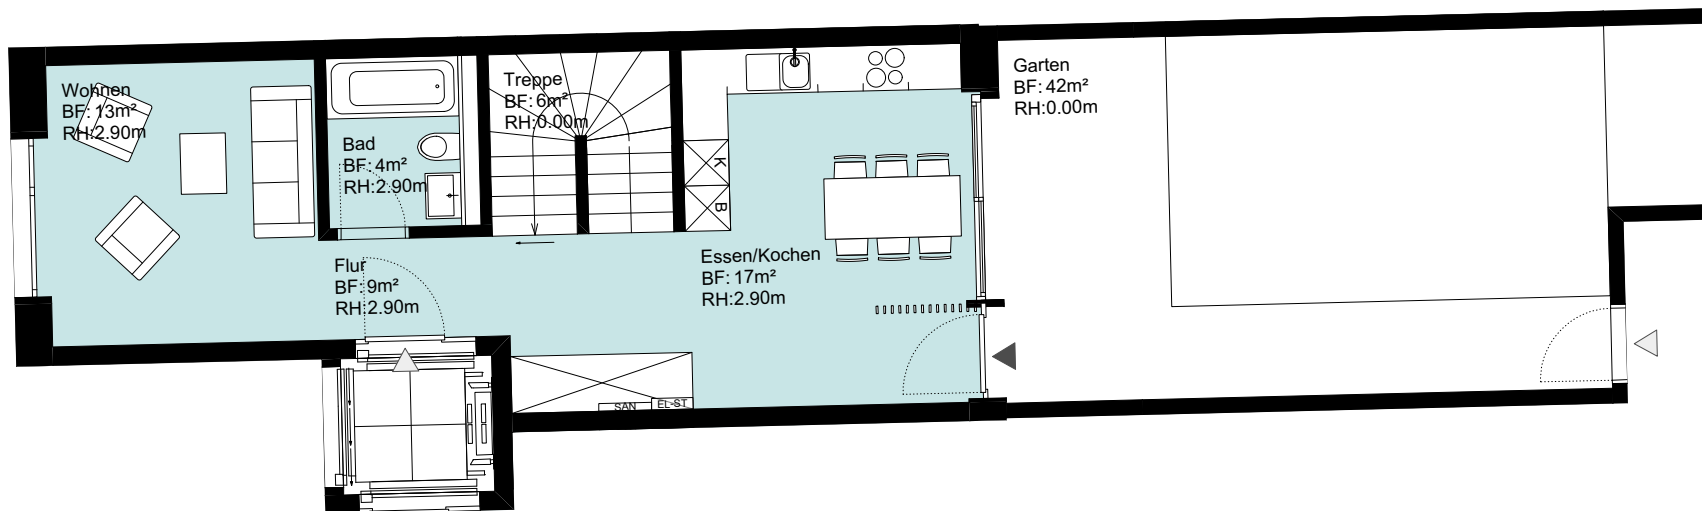 Wohnen
BF: 13m²
RH:2.90m
Bad
BF: 4m²
RH:2.90m
Treppe
BF: 6m²
RH:0.00m
Garten
BF: 42m²
RH:0.00m
K
B
Flur
BF: 9m²
RH:2.90m
Essen/Kochen
BF: 17m²
RH:2.90m
SAN
EL-ST